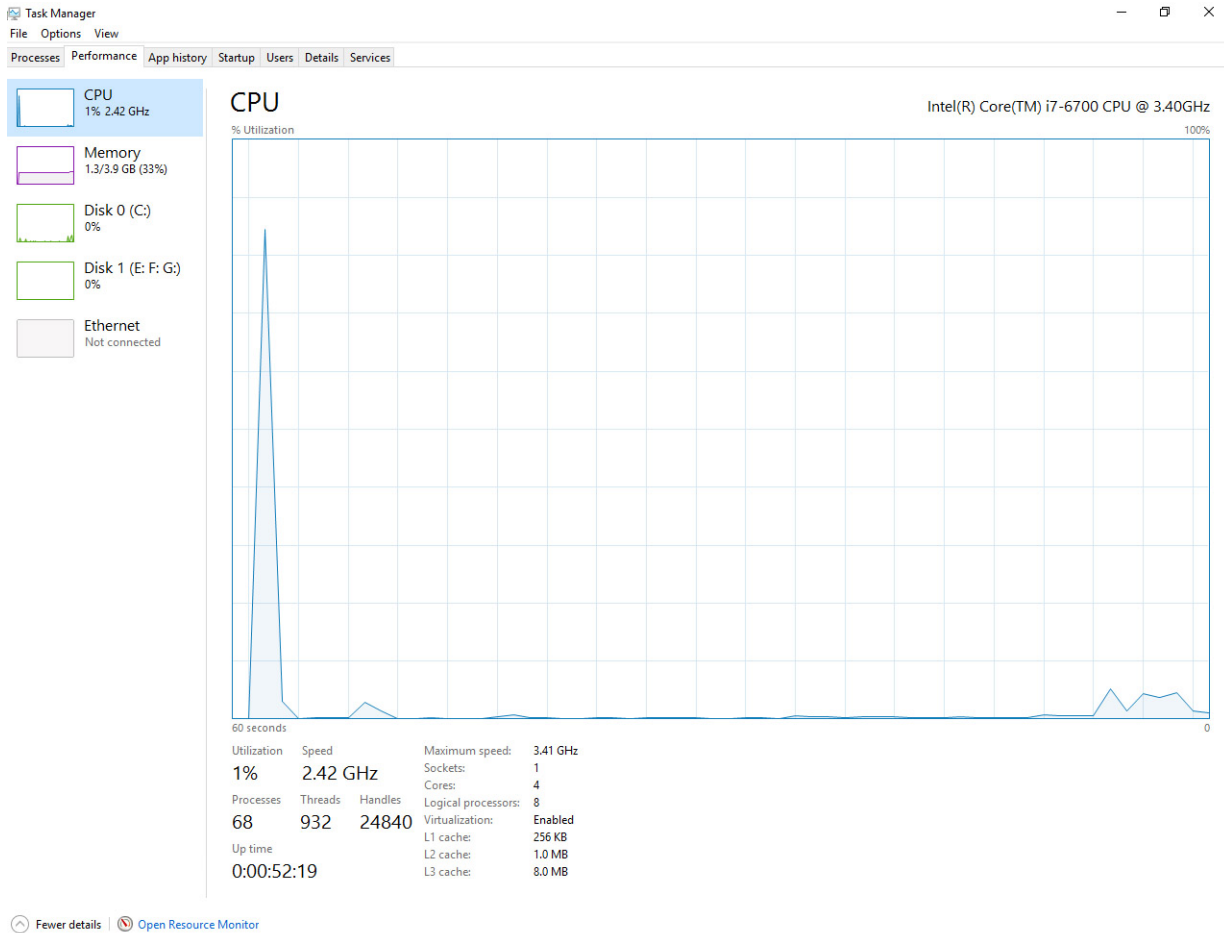 Task Manager
File Options View
Processes Performance App history Startup Users Details Services
CPU
1% 2.42 GHz
Memory
1.3/3.9 GB (33%)
Disk 0 (C:)
0%
Disk 1 (E: F: G:)
0%
Ethernet
Not connected
CPU Intel(R) Core(TM) i7-6700 CPU @ 3.40GHz
% Utilization 100%
60 seconds 0
Utilization Speed
1% 2.42 GHz
Processes Threads Handles
68 932 24840
Up time
0:00:52:19
Maximum speed: 3.41 GHz
Sockets: 1
Cores: 4
Logical processors: 8
Virtualization: Enabled
L1 cache: 256 KB
L2 cache: 1.0 MB
L3 cache: 8.0 MB
Fewer details Open Resource Monitor